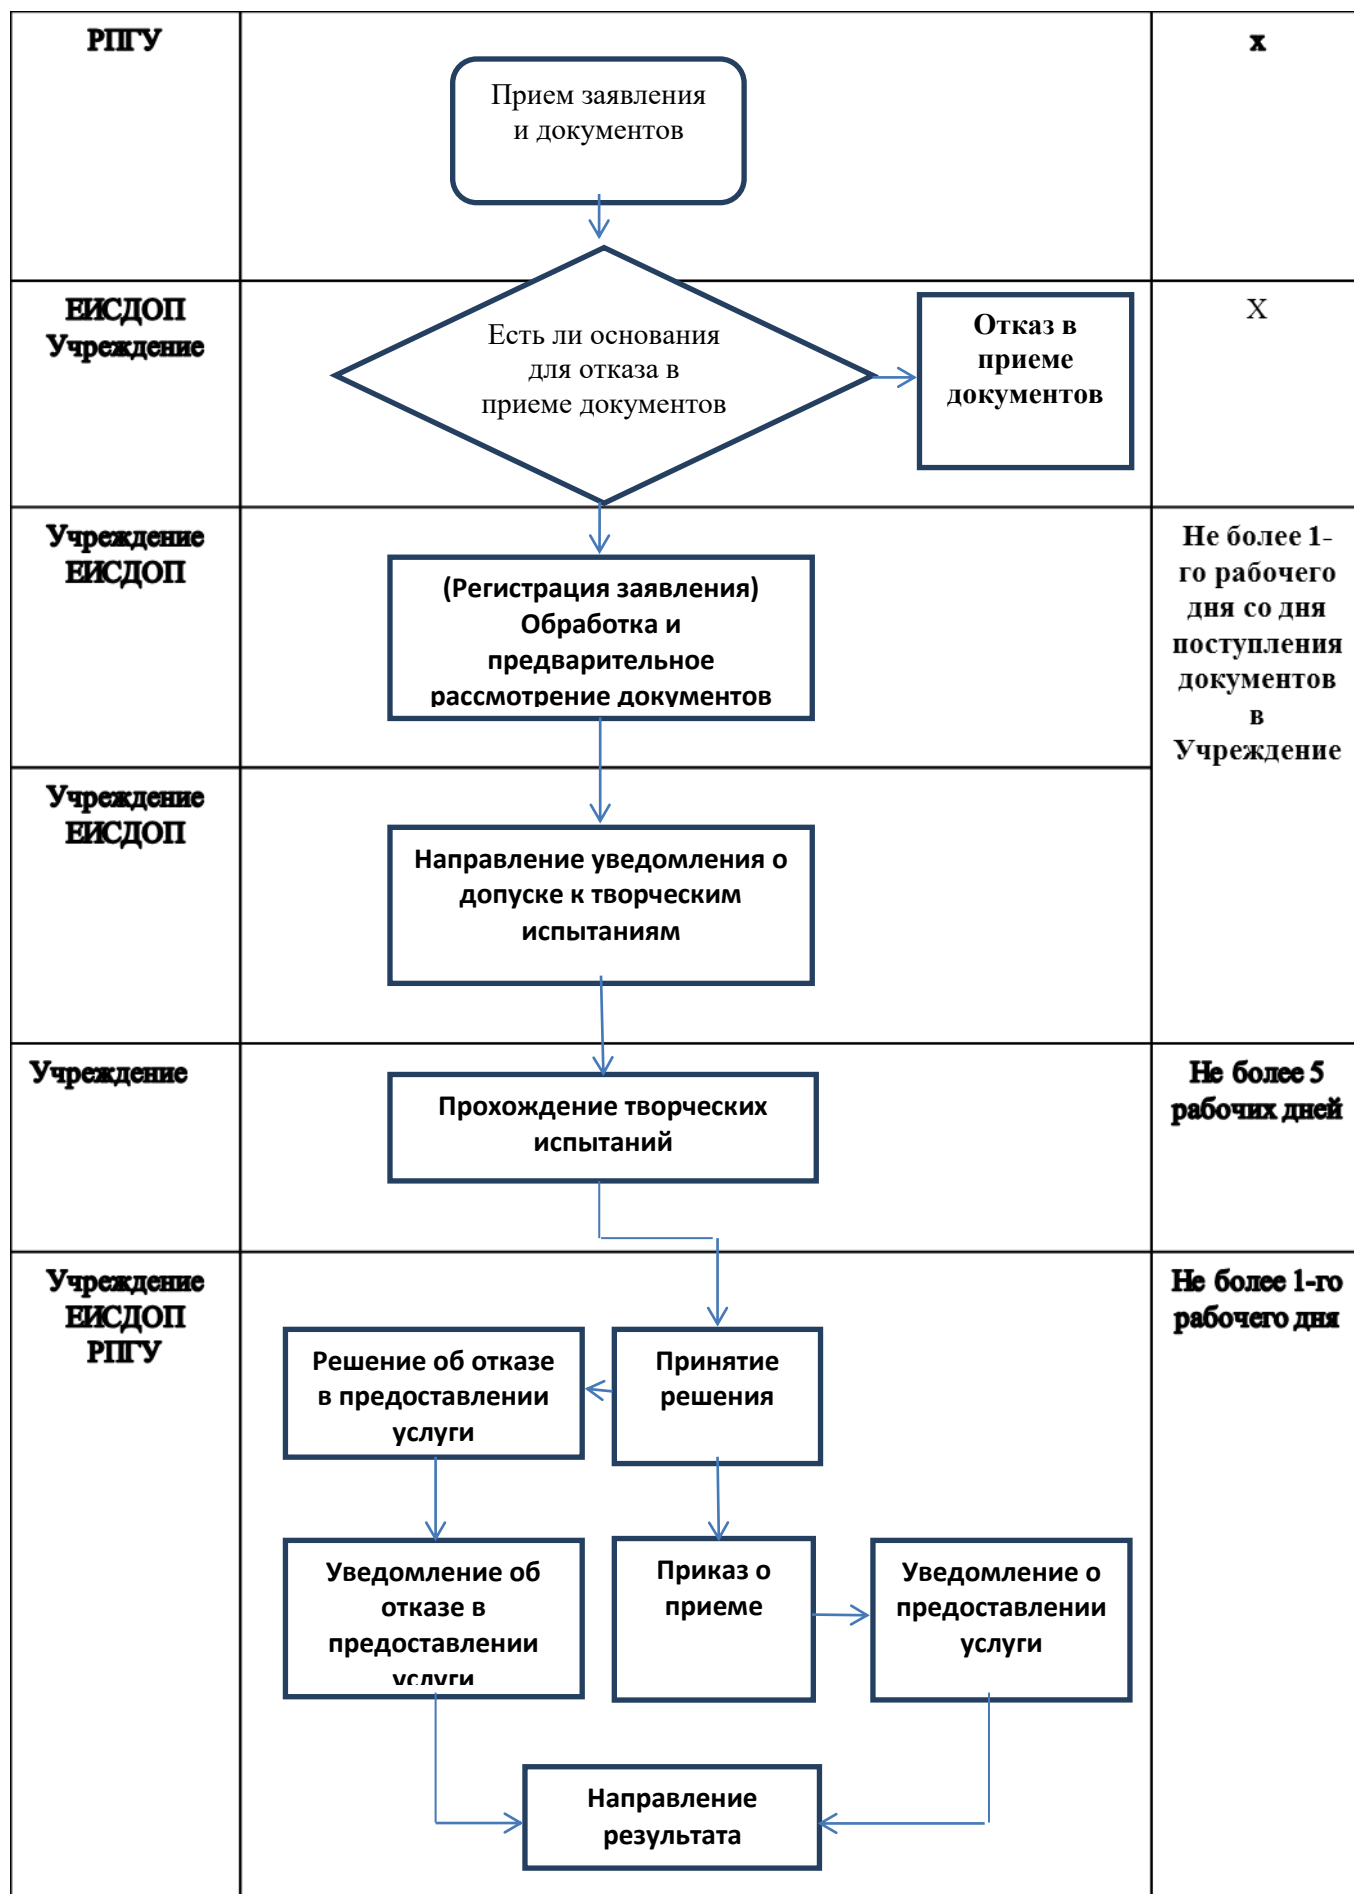 РПГУ
Прием заявления
и документов
х
ЕИСДОП
Учреждение
Есть ли основания
для отказа в
приеме документов
Отказ в
приеме
документов
Х
Учреждение
ЕИСДОП
(Регистрация заявления)
Обработка и
предварительное
рассмотрение документов
Не более 1-
го рабочего
дня со дня
поступления
документов
в
Учреждение
Учреждение
ЕИСДОП
Направление уведомления о
допуске к творческим
испытаниям
Учреждение
Прохождение творческих
испытаний
Не более 5
рабочих дней
Учреждение
ЕИСДОП
РПГУ
Не более 1-го
рабочего дня
Решение об отказе
в предоставлении
услуги
Принятие
решения
Уведомление об
отказе в
предоставлении
услуги
Приказ о
приеме
Уведомление о
предоставлении
услуги
Направление
результата